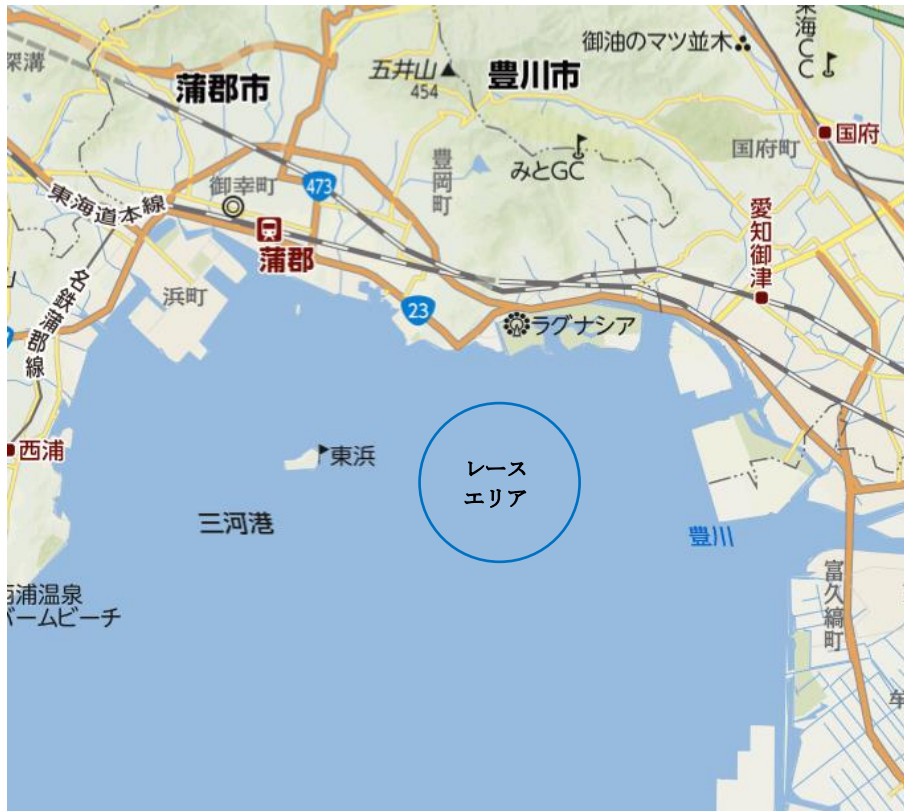 御油のマツ並木
東海CC
深溝
蒲郡市
五井山
454
豊川市
国府
国府町
みとGC
豊岡町
473
御幸町
東海道本線
蒲郡
愛知御津
浜町
23
ラグナシア
名鉄蒲郡線
西浦
東浜
レース
エリア
三河港
豊川
西浦温泉
パームビーチ
富久縞町
牟